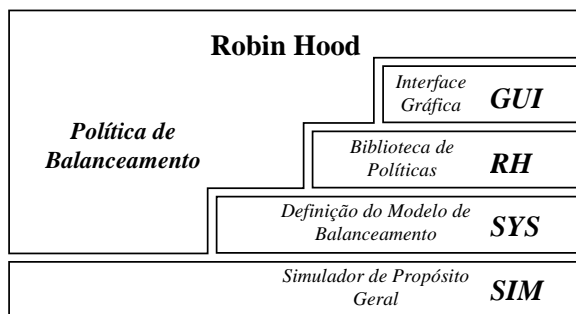 Robin Hood
Interface
Gráfica
GUI
Política de
Balanceamento
Biblioteca de
Políticas
RH
Definição do Modelo de
Balanceamento
SYS
Simulador de Propósito
Geral
SIM